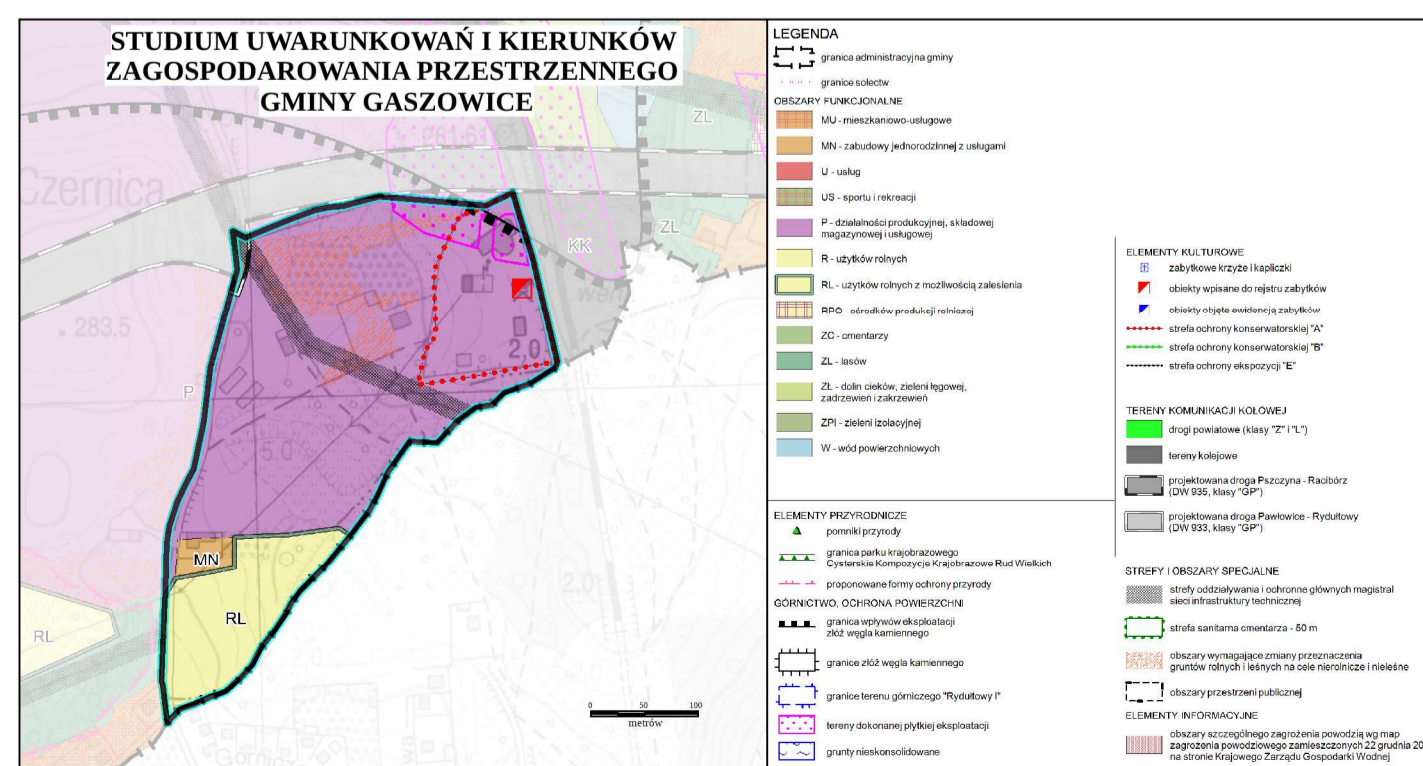 STUDIUM UWARUNKOWAŃ I KIERUNKÓW
ZAGOSPODAROWANIA PRZESTRZENNEGO
GMINY GASZOWICE
261,61
ZL
Czernica
ZL
KK
283,5
2,0
P
8,0
5.0
MN
RL
RL
2,0
2.0
0 50 100
metrów
LEGENDA
granica administracyjna gminy
granice sołectw
OBSZARY FUNKCJONALNE
MU - mieszkaniowo-usługowe
MN - zabudowy jednorodzinnej z usługami
U - usług
US - sportu i rekreacji
P - działalności produkcyjnej, składowej
magazynowej i usługowej
R - użytków rolnych
RL - użytków rolnych z możliwością zalesienia
RPO - ośrodków produkcji rolniczej
ZC - cmentarzy
ZL - lasów
ZŁ - dolin cieków, zieleni łęgowej,
zadrzewień i zakrzewień
ZPI - zieleni izolacyjnej
W - wód powierzchniowych
ELEMENTY PRZYRODNICZE
pomniki przyrody
granica parku krajobrazowego
Cysterskie Kompozycje Krajobrazowe Rud Wielkich
proponowane formy ochrony przyrody
GÓRNICTWO, OCHRONA POWIERZCHNI
granica wpływów eksploatacji
złóż węgla kamiennego
granice złóż węgla kamiennego
granice terenu górniczego "Rydułtowy I"
tereny dokonanej płytkiej eksploatacji
grunty nieskonsolidowane
ELEMENTY KULTUROWE
zabytkowe krzyże i kapliczki
obiekty wpisane do rejestru zabytków
obiekty objęte ewidencją zabytków
strefa ochrony konserwatorskiej "A"
strefa ochrony konserwatorskiej "B"
strefa ochrony ekspozycji "E"
TERENY KOMUNIKACJI KOŁOWEJ
drogi powiatowe (klasy "Z" i "L")
tereny kolejowe
projektowana droga Pszczyna - Racibórz
(DW 935, klasy "GP")
projektowana droga Pawłowice - Rydułtowy
(DW 933, klasy "GP")
STREFY I OBSZARY SPECJALNE
strefy oddziaływania i ochronne głównych magistral
sieci infrastruktury technicznej
strefa sanitarna cmentarza - 50 m
obszary wymagające zmiany przeznaczenia
gruntów rolnych i leśnych na cele nierolnicze i nieleśne
obszary przestrzeni publicznej
ELEMENTY INFORMACYJNE
obszary szczególnego zagrożenia powodzią wg map
zagrożenia powodziowego zamieszczonych 22 grudnia 20
na stronie Krajowego Zarządu Gospodarki Wodnej